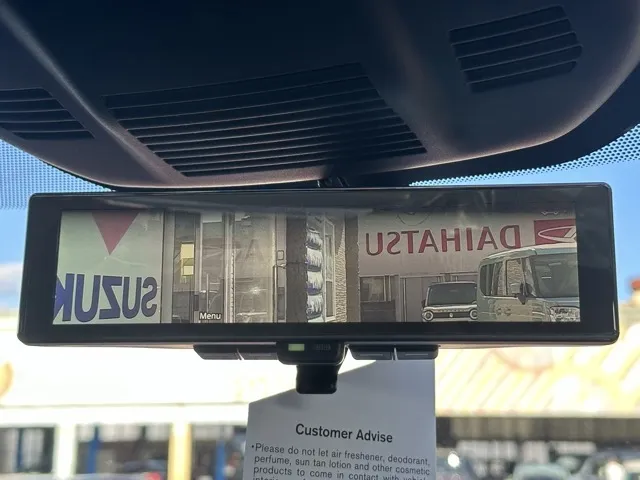 SUZUK
DAIHATSU
Menu
Customer Advise
•Please do not let air freshener, deodorant,
perfume, sun tan lotion and other cosmetic
products to come in contact with